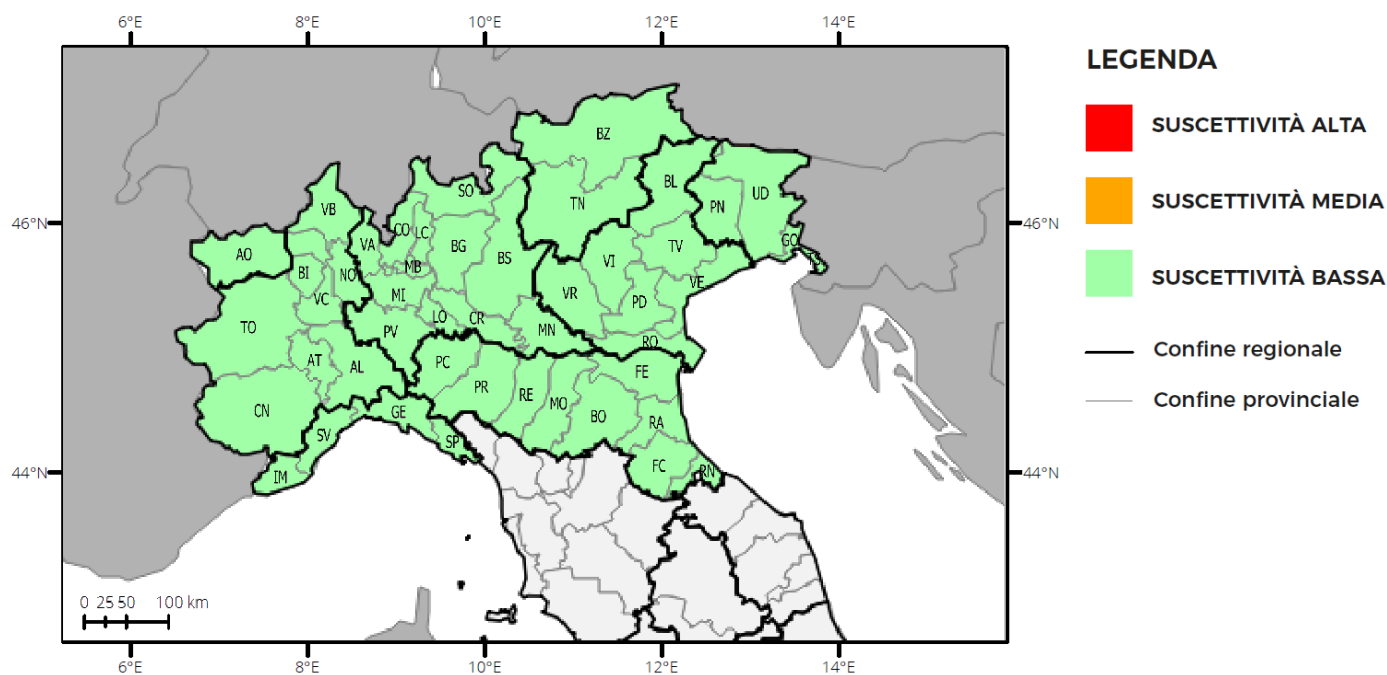 6°E 8°E 10°E 12°E 14°E
LEGENDA
SUSCETTIVITÀ ALTA
SUSCETTIVITÀ MEDIA
SUSCETTIVITÀ BASSA
Confine regionale
Confine provinciale
46°N 46°N
44°N 44°N
BZ
SO
TN
BL
UD
PN
VB
CO
LC
VA
BG
AO
TV
GO
BI
NO
MB
BS
VI
VE
VC
MI
VR
PD
TO
PV
LO
CR
MN
RO
AT
AL
PC
PR
RE
MO
FE
CN
GE
BO
RA
SV
SP
FC
RN
IM
0 25 50 100 km
6°E 8°E 10°E 12°E 14°E